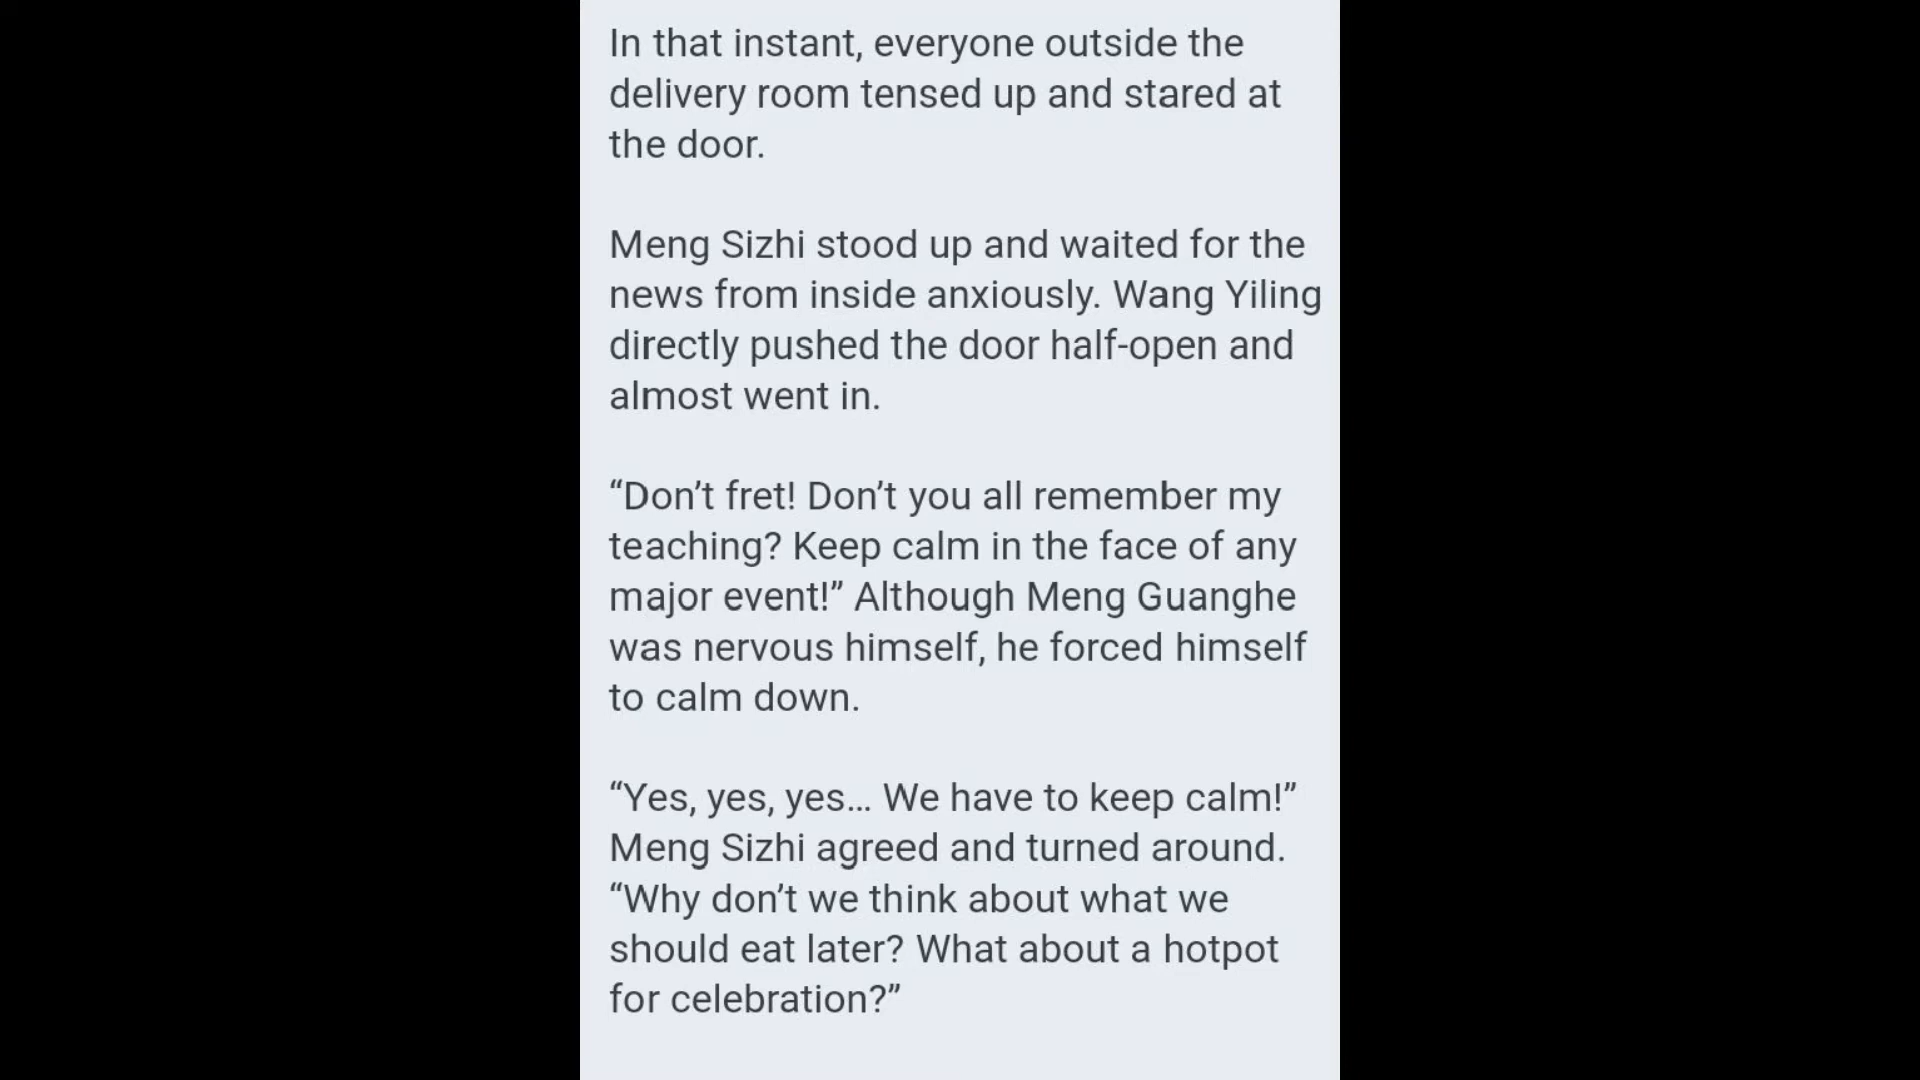 In that instant, everyone outside the
delivery room tensed up and stared at
the door.
Meng Sizhi stood up and waited for the
news from inside anxiously. Wang Yiling
directly pushed the door half-open and
almost went in.
“Don’t fret! Don’t you all remember my
teaching? Keep calm in the face of any
major event!” Although Meng Guanghe
was nervous himself, he forced himself
to calm down.
“Yes, yes, yes… We have to keep calm!”
Meng Sizhi agreed and turned around.
“Why don’t we think about what we
should eat later? What about a hotpot
for celebration?”